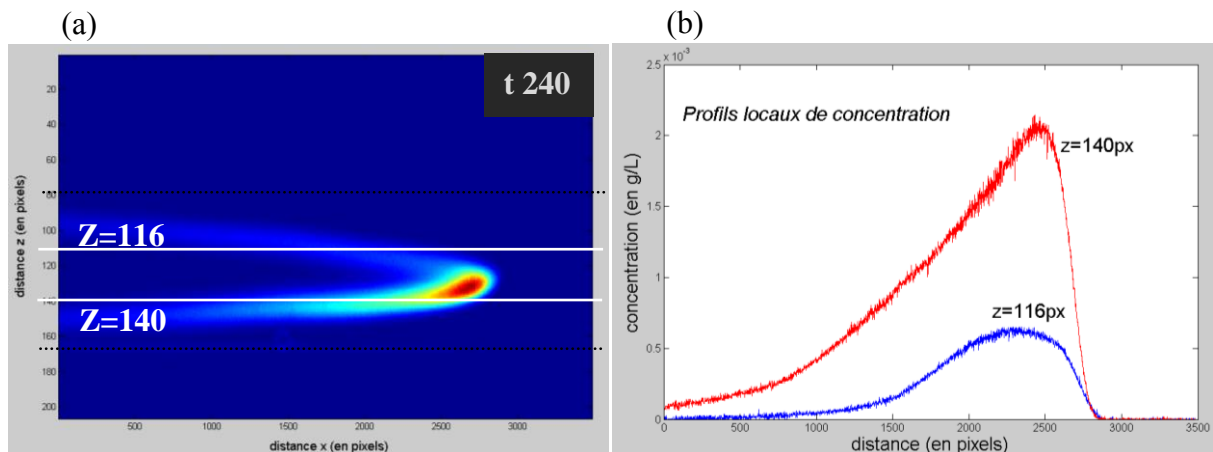 (a)
t 240
20
40
60
80
100
120
140
160
180
200
distance z (en pixels)
Z=116
Z=140
500
1000
1500
2000
2500
3000
distance x (en pixels)
(b)
x 10⁻³
2.5
2
1.5
1
0.5
0
concentration (en g/L)
Profils locaux de concentration
z=140px
z=116px
0
500
1000
1500
2000
2500
3000
3500
distance (en pixels)